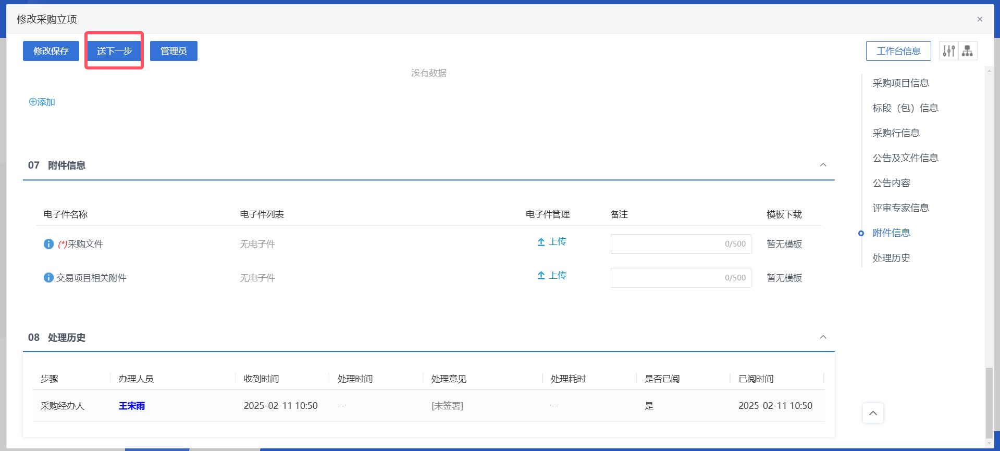 修改采购立项
×
修改保存 送下一步 管理员 工作台信息
没有数据
添加
采购项目信息
标段（包）信息
采购行信息
公告及文件信息
公告内容
评审专家信息
附件信息
处理历史
07 附件信息
电子件名称 电子件列表 电子件管理 备注 模板下载
(*)采购文件 无电子件 上传 0/500 暂无模板
交易项目相关附件 无电子件 上传 0/500 暂无模板
08 处理历史
步骤 办理人员 收到时间 处理时间 处理意见 处理耗时 是否已阅 已阅时间
采购经办人 王宋雨 2025-02-11 10:50 -- [未签署] -- 是 2025-02-11 10:50